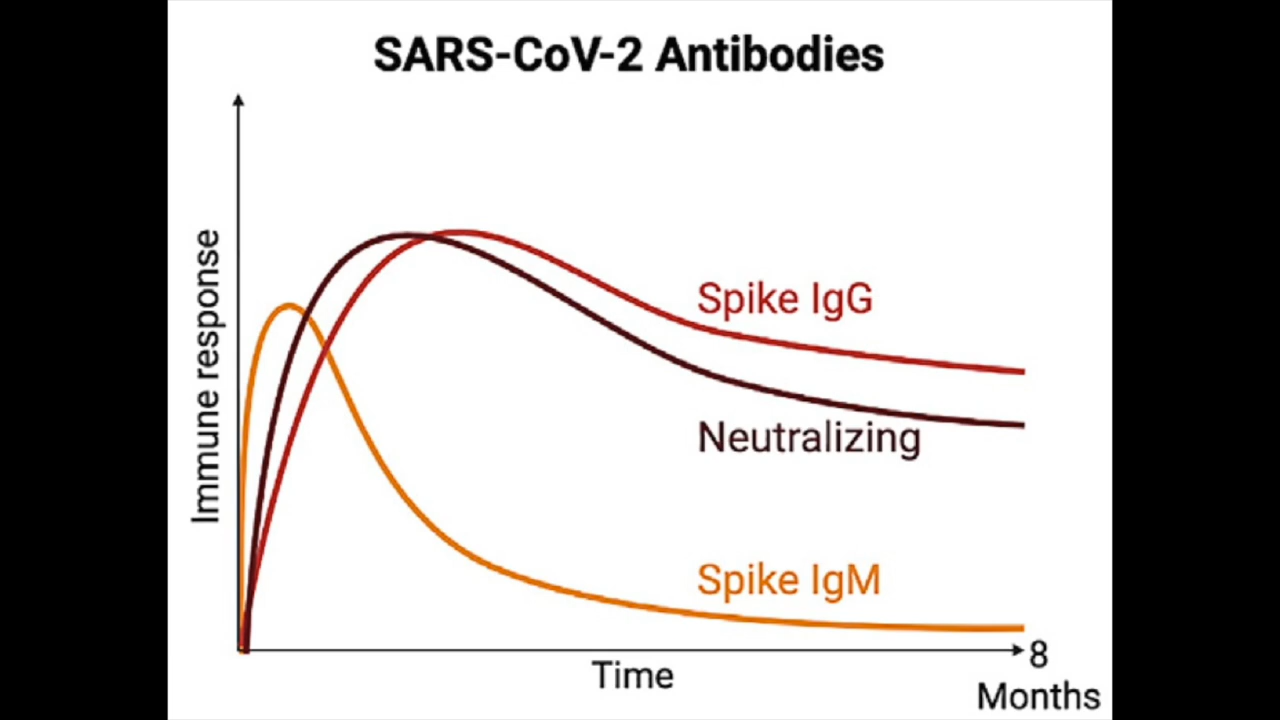 SARS-CoV-2 Antibodies
Immune response
Spike IgG
Neutralizing
Spike IgM
Time
8
Months